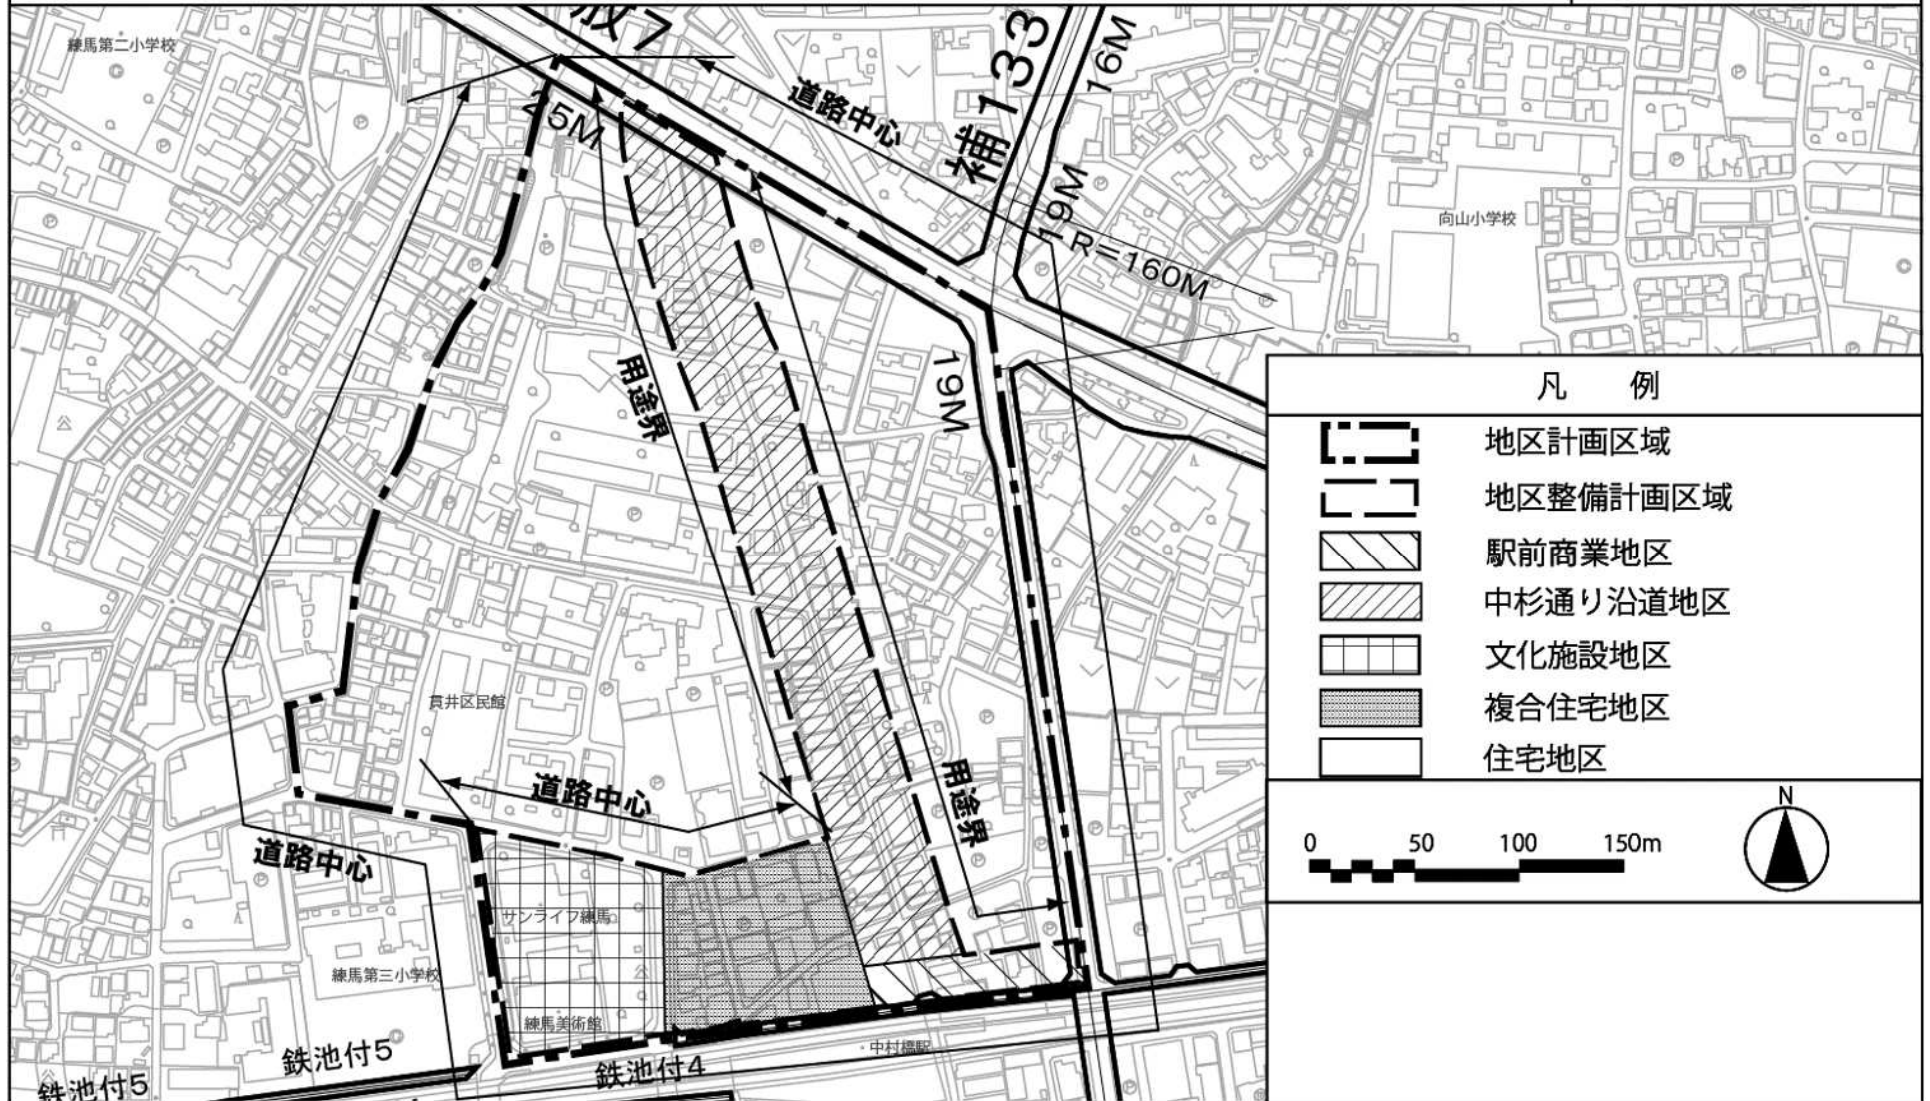 放7
練馬第二小学校
補133
16M
道路中心
25M
19M
R=160M
向山小学校
19M
用途界
凡 例
地区計画区域
地区整備計画区域
駅前商業地区
中杉通り沿道地区
文化施設地区
複合住宅地区
住宅地区
貫井区民館
用途界
道路中心
道路中心
N
0 50 100 150m
サンライフ練馬
練馬第三小学校
練馬美術館
中村橋駅
鉄池付5
鉄池付4
鉄池付5